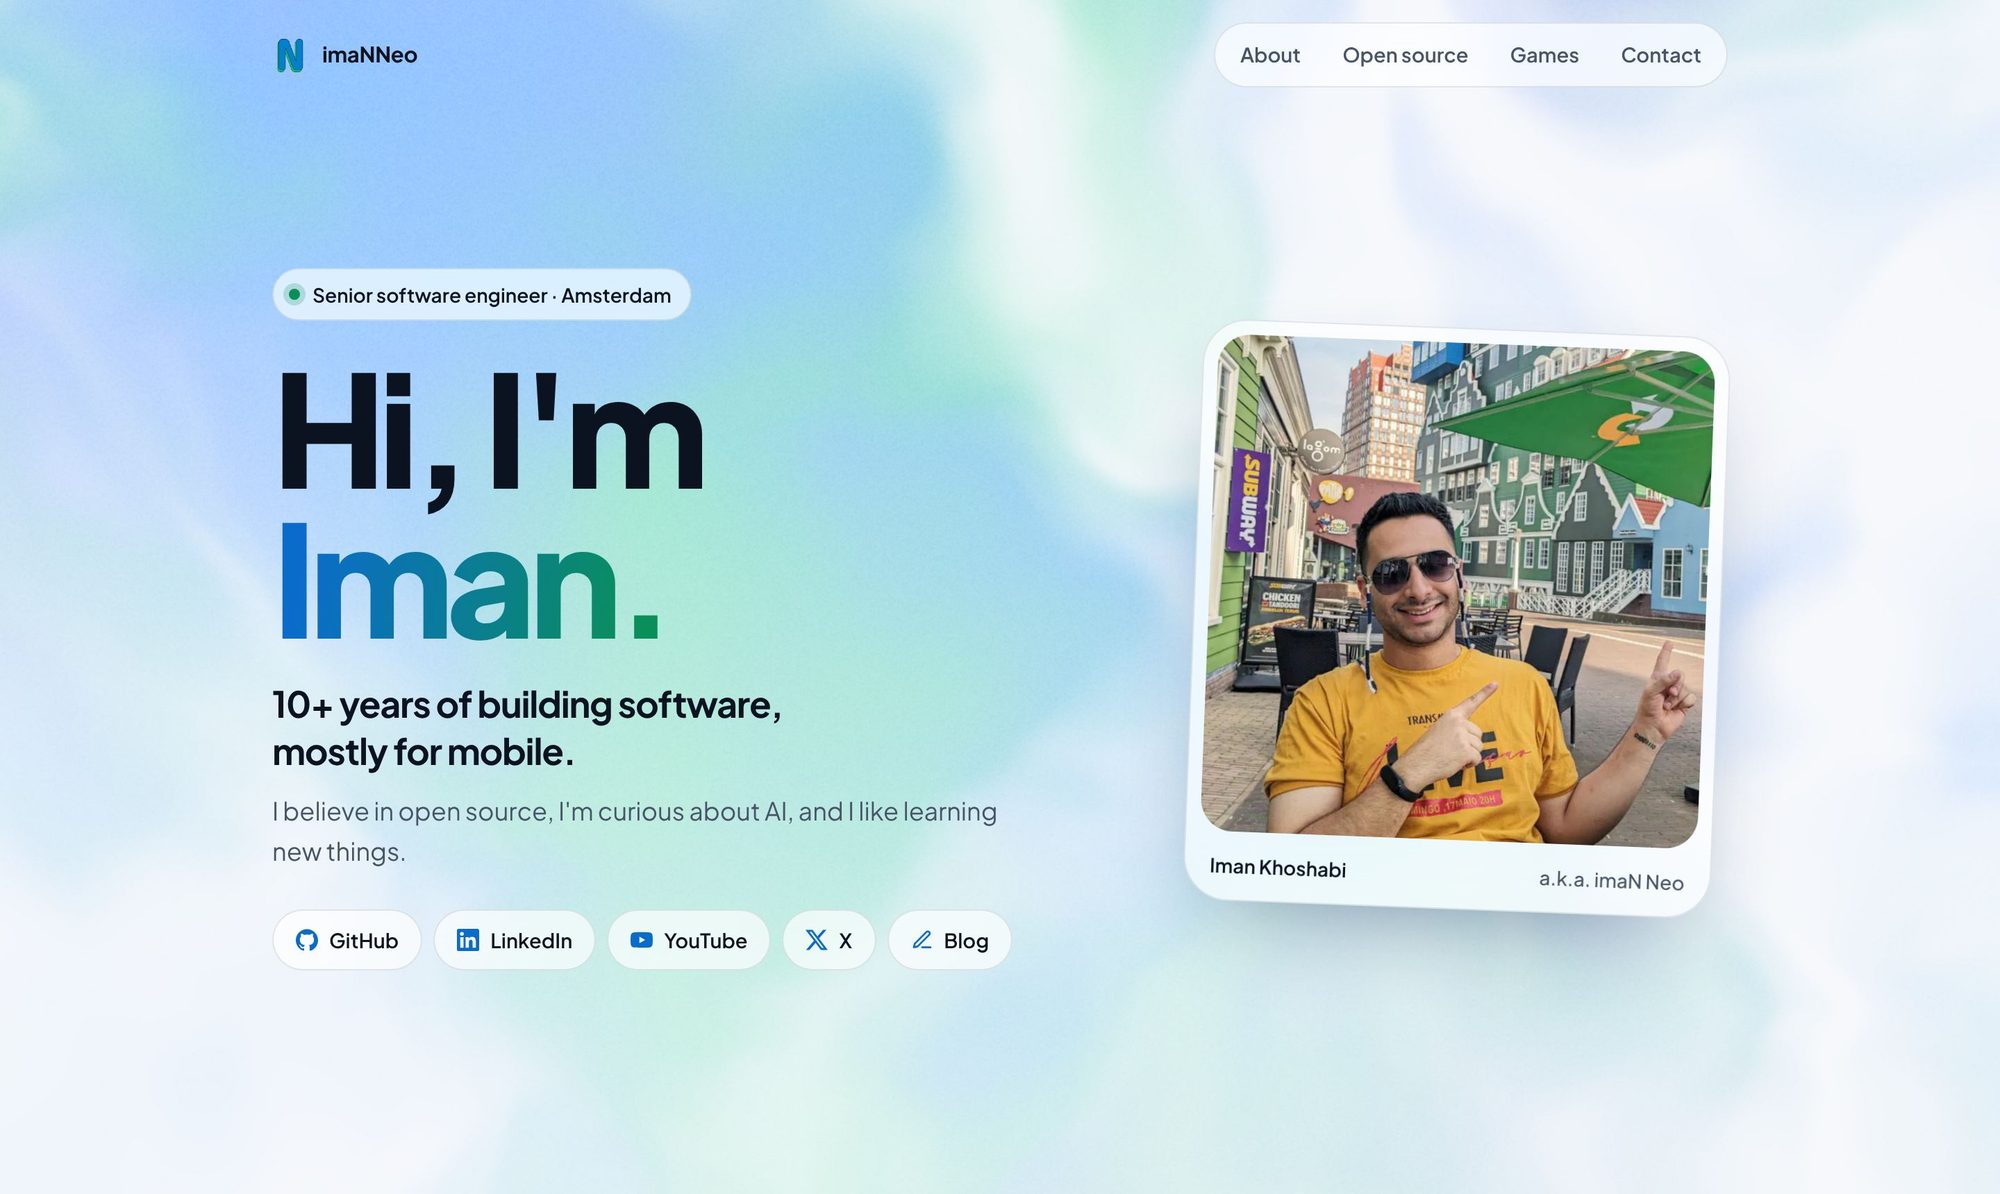 imaNNeo
About
Open source
Games
Contact
Senior software engineer · Amsterdam
Hi, I'm
Iman.
10+ years of building software,
mostly for mobile.
I believe in open source, I'm curious about AI, and I like learning
new things.
GitHub
LinkedIn
YouTube
X
Blog
lagom
SUBWAY
CHICKEN
TANDOORI
Iman Khoshabi
a.k.a. imaN Neo